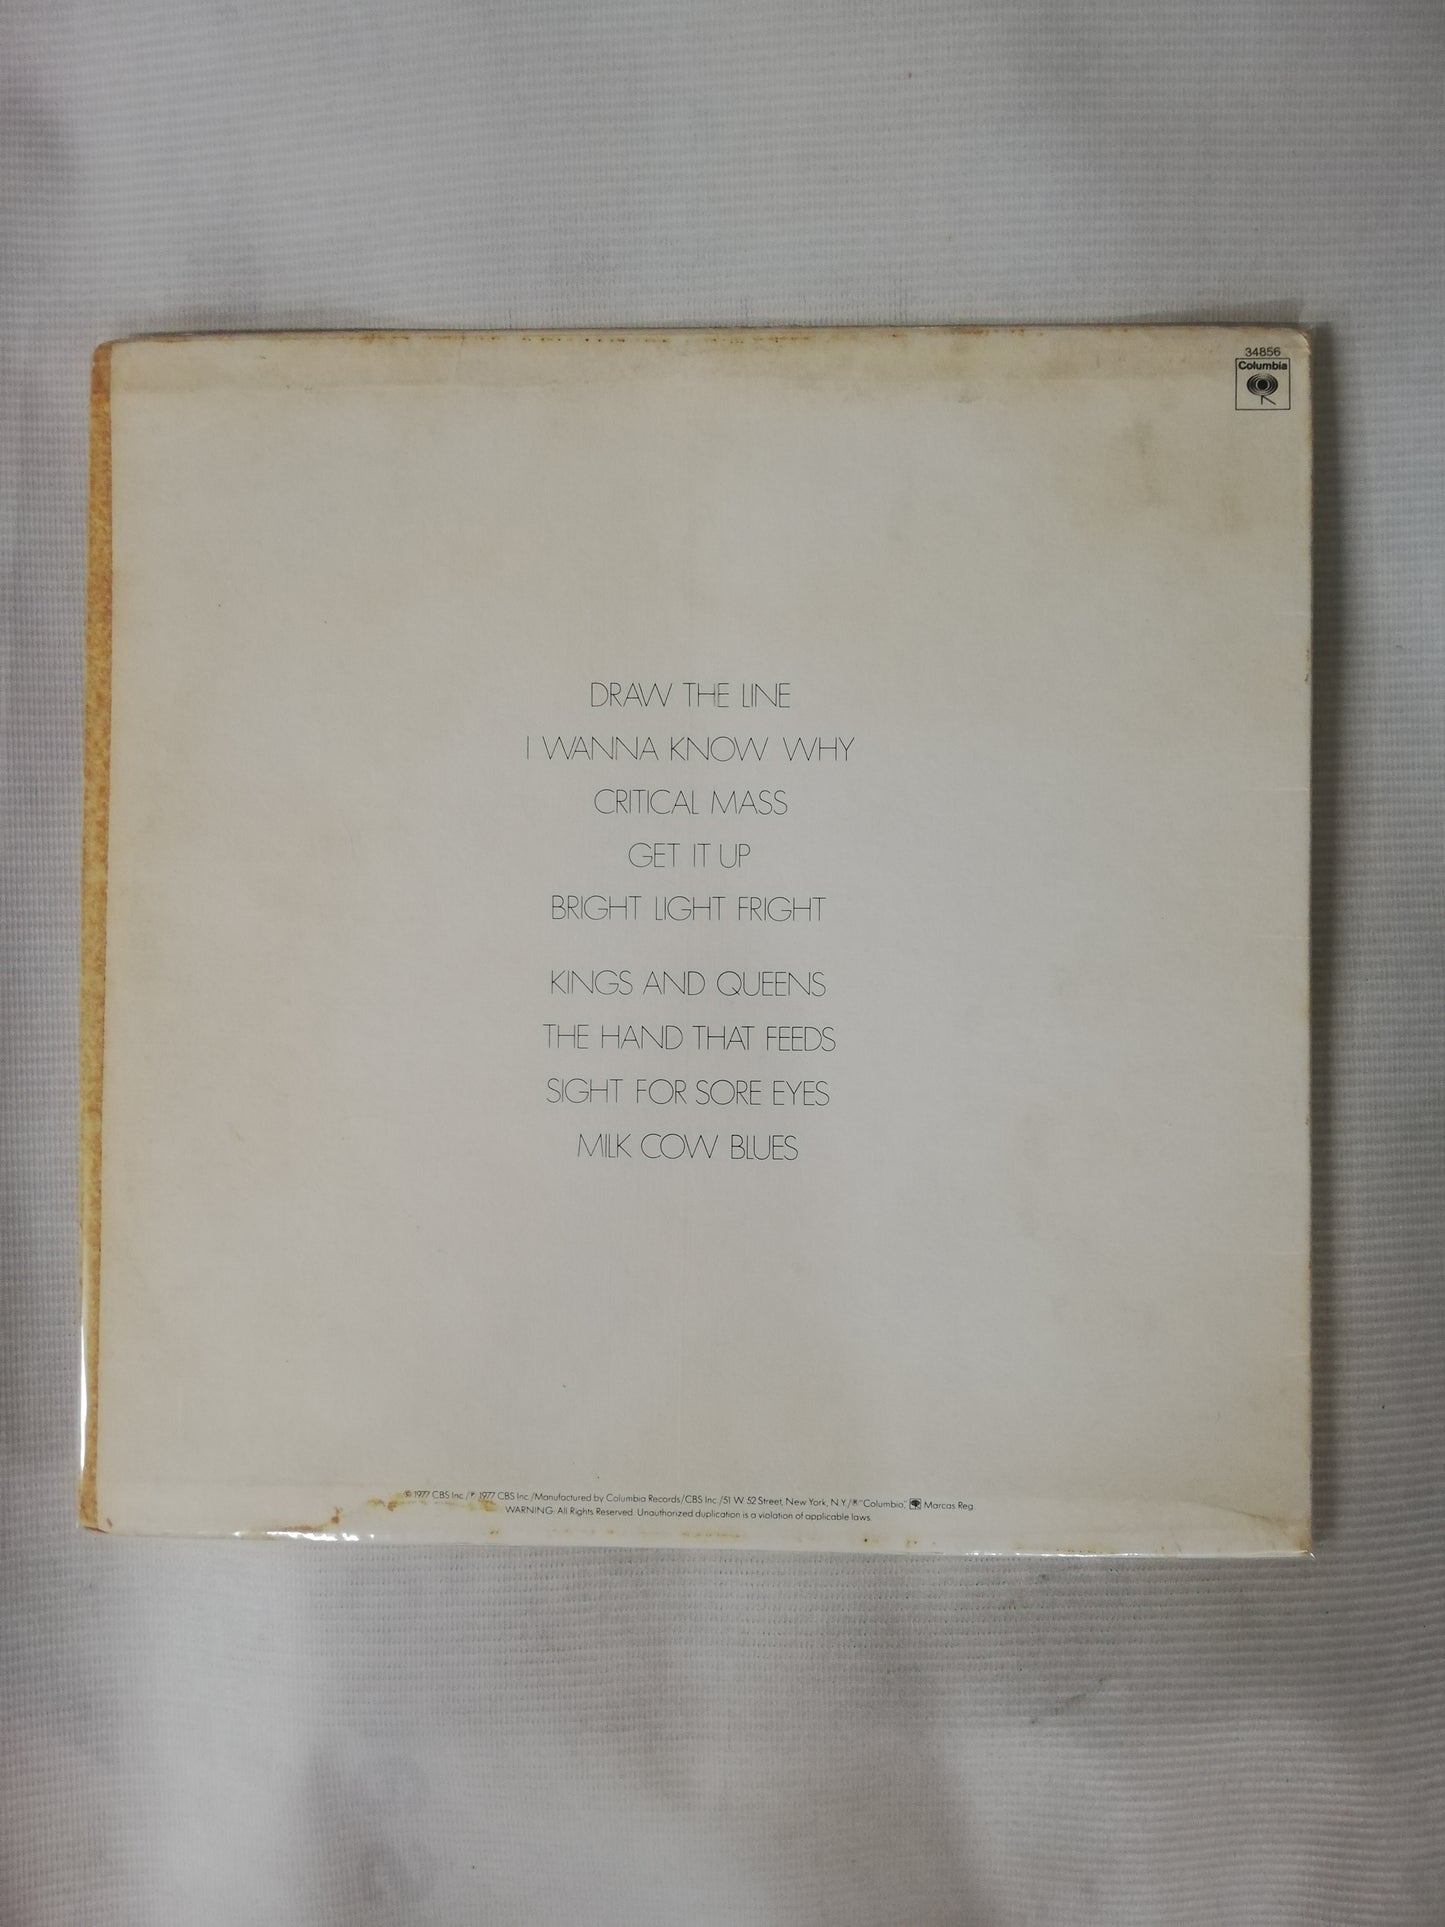 34856
Columbia
DRAW THE LINE
I WANNA KNOW WHY
CRITICAL MASS
GET IT UP
BRIGHT LIGHT FRIGHT
KINGS AND QUEENS
THE HAND THAT FEEDS
SIGHT FOR SORE EYES
MILK COW BLUES
© 1977 CBS Inc./℗ 1977 CBS Inc./Manufactured by Columbia Records/CBS Inc./51 W. 52 Street, New York, N.Y./® "Columbia," Marcas Reg.
WARNING: All Rights Reserved. Unauthorized duplication is a violation of applicable laws.